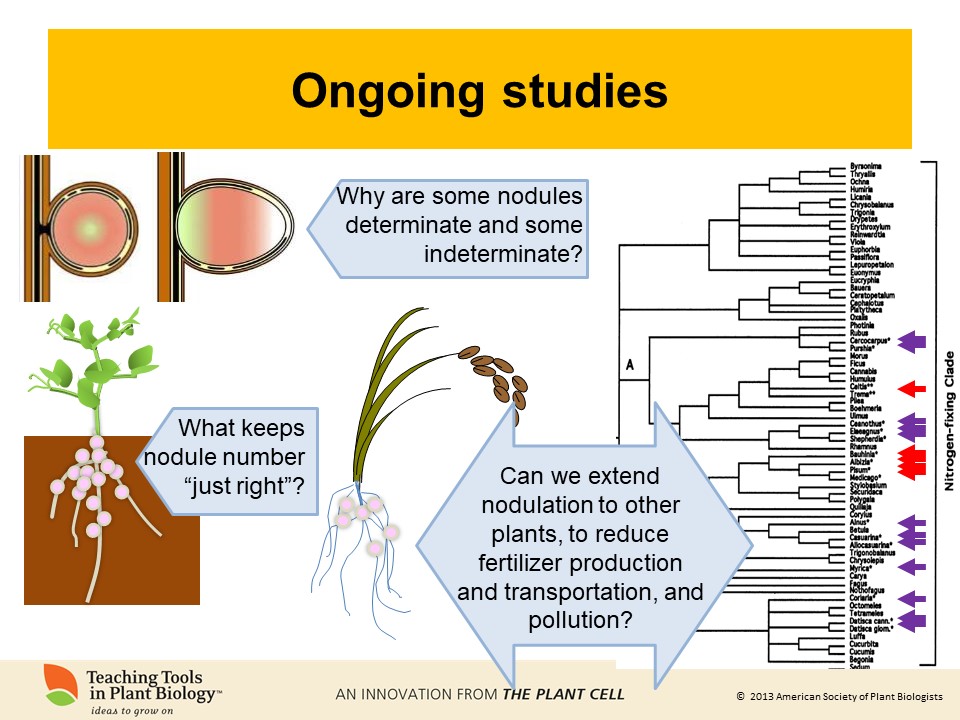 Ongoing studies
Why are some nodules
determinate and some
indeterminate?
What keeps
nodule number
“just right”?
Can we extend
nodulation to other
plants, to reduce
fertilizer production
and transportation, and
pollution?
A
Byrsonima
Thryallis
Ochna
Humiria
Licania
Chrysobalanus
Trigonia
Drypetes
Erythroxylum
Reinwardtia
Viola
Euphorbia
Passiflora
Lepuropetalon
Euonymus
Eucryphia
Bauera
Ceratopetalum
Cephalotus
Platytheca
Oxalis
Photinia
Rubus
Cercocarpus*
Purshia*
Morus
Ficus
Cannabis
Humulus
Celtis**
Trema**
Pilea
Boehmeria
Ulmus
Ceanothus*
Elaeagnus*
Shepherdia*
Rhamnus
Bauhinia*
Albizia*
Pisum*
Medicago*
Stylobasium
Securidaca
Polygala
Quillaja
Corylus
Alnus*
Betula
Casuarina*
Allocasuarina*
Trigonobalanus
Chrysolepis
Myrica*
Carya
Fagus
Nothofagus
Coriaria*
Octomeles
Tetrameles
Datisca cann.*
Datisca glom.*
Luffa
Cucurbita
Cucumis
Begonia
Nitrogen-fixing Clade
Teaching Tools
in Plant Biology™
ideas to grow on
AN INNOVATION FROM THE PLANT CELL
© 2013 American Society of Plant Biologists